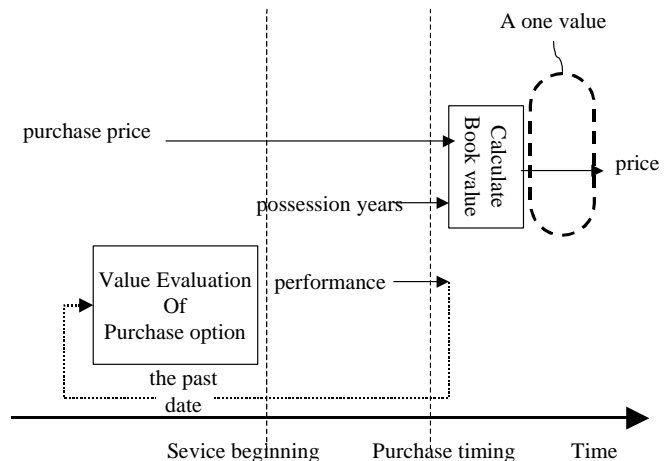 A one value
purchase price
Calculate
Book value
price
possession years
Value Evaluation
Of
Purchase option
performance
the past
date
Sevice beginning
Purchase timing
Time